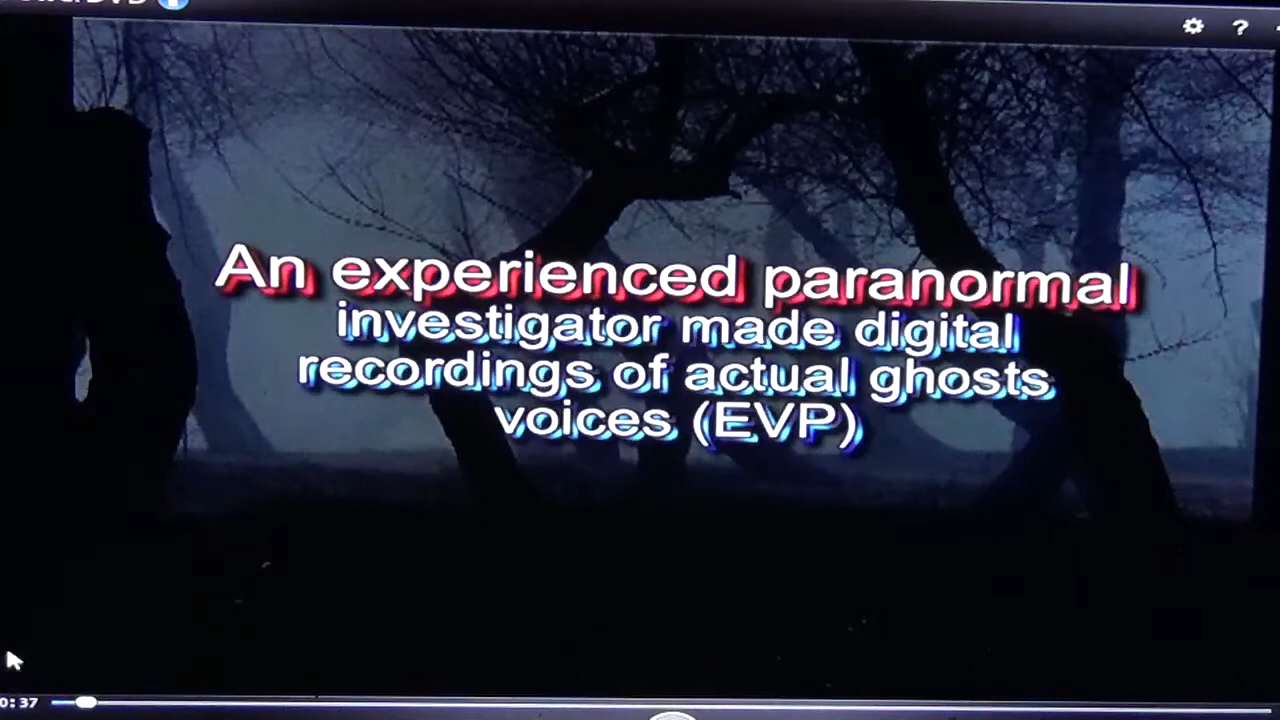 An experienced paranormal
investigator made digital
recordings of actual ghosts
voices (EVP)
0:37